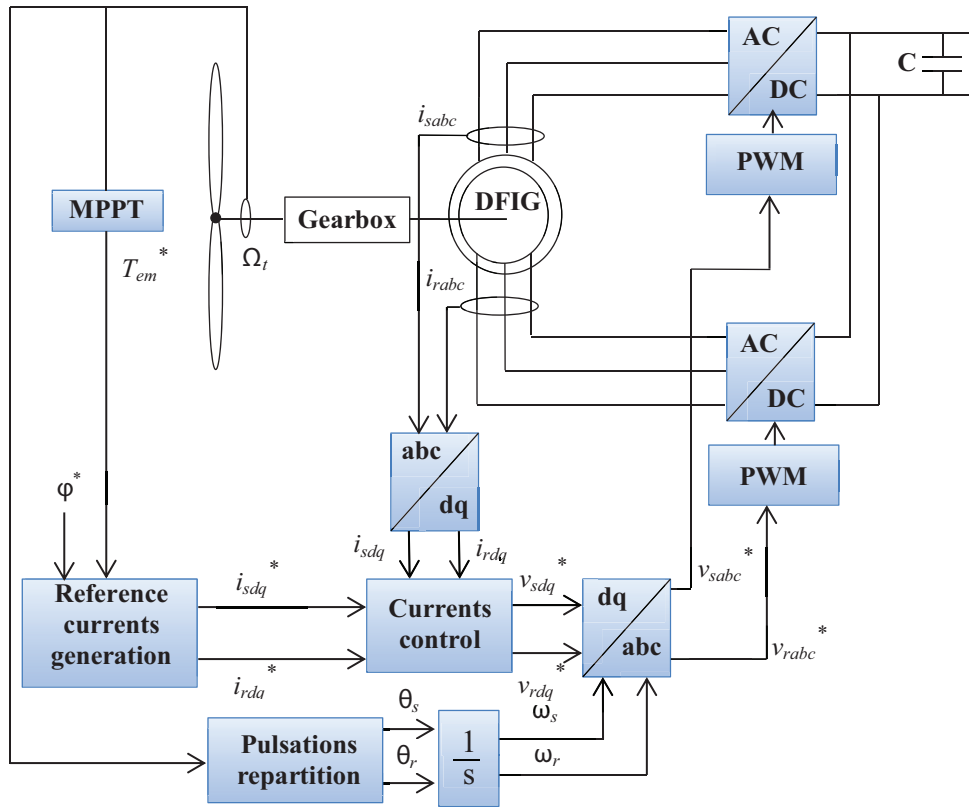 AC
DC
C
i_sabc
PWM
MPPT
DFIG
Gearbox
Ω_t
T_em*
i_rabc
AC
DC
abc
dq
PWM
φ*
i_sdq
i_rdq
i_sdq*
v_sdq*
v_sabc*
Reference
currents
generation
Currents
control
dq
abc
i_rdq*
v_rdq*
v_rabc*
θ_s
ω_s
Pulsations
repartition
θ_r
1
s
ω_r